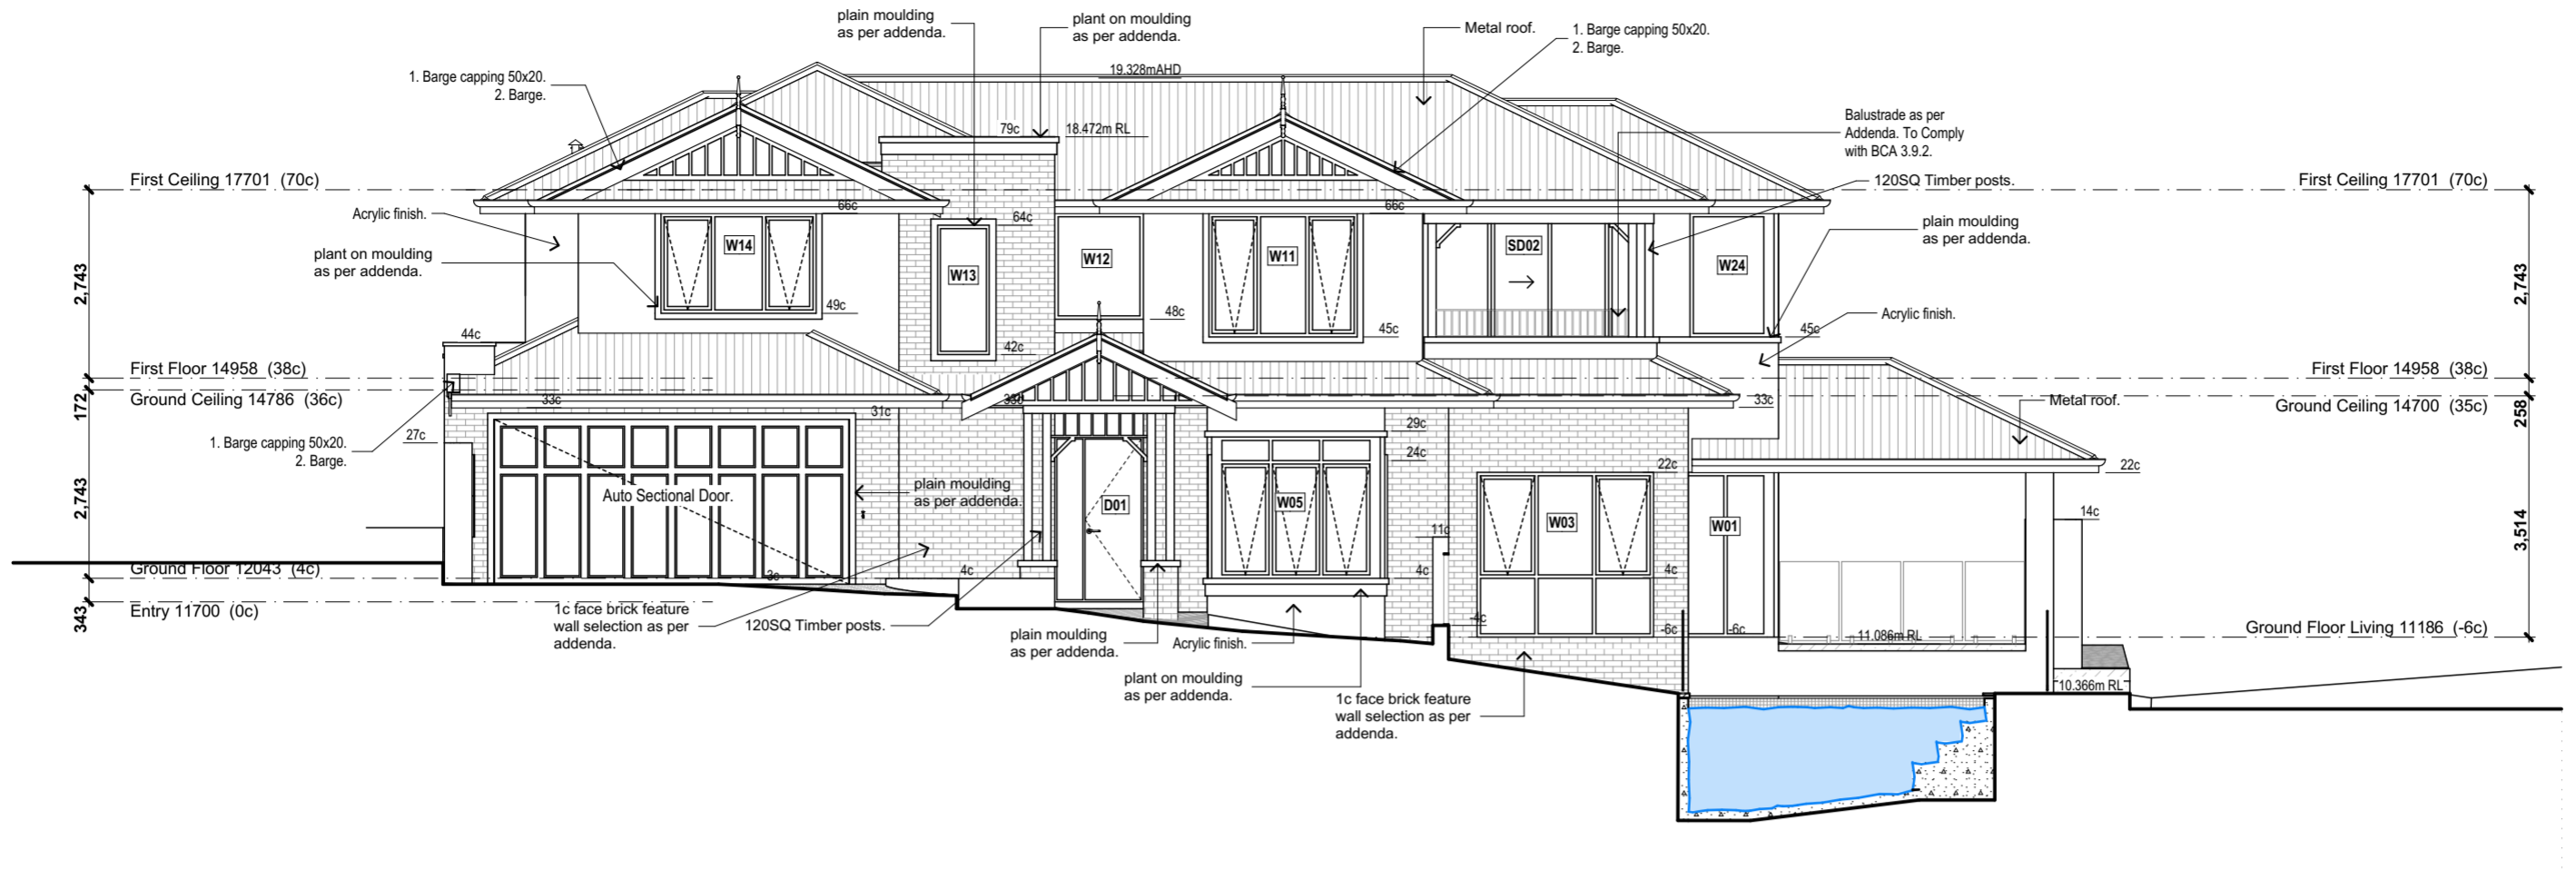 plain moulding
as per addenda.
plant on moulding
as per addenda.
Metal roof.
1. Barge capping 50x20.
2. Barge.
1. Barge capping 50x20.
2. Barge.
19.328mAHD
79c
18.472m RL
Balustrade as per
Addenda. To Comply
with BCA 3.9.2.
First Ceiling 17701 (70c)
First Ceiling 17701 (70c)
120SQ Timber posts.
Acrylic finish.
66c
64c
66c
plain moulding
as per addenda.
plant on moulding
as per addenda.
W14
W13
W12
W11
SD02
W24
2,743
2,743
49c
48c
45c
45c
Acrylic finish.
44c
42c
First Floor 14958 (38c)
First Floor 14958 (38c)
172
Ground Ceiling 14786 (36c)
33c
31c
33c
33c
Metal roof.
Ground Ceiling 14700 (35c)
258
1. Barge capping 50x20.
2. Barge.
27c
29c
24c
22c
22c
2,743
Auto Sectional Door.
plain moulding
as per addenda.
D01
W05
W03
W01
11c
14c
3,514
Ground Floor 12043 (4c)
3c
4c
4c
4c
343
Entry 11700 (0c)
1c face brick feature
wall selection as per
addenda.
120SQ Timber posts.
plain moulding
as per addenda.
Acrylic finish.
-4c
-6c
-6c
11.086m RL
Ground Floor Living 11186 (-6c)
plant on moulding
as per addenda.
1c face brick feature
wall selection as per
addenda.
10.366m RL